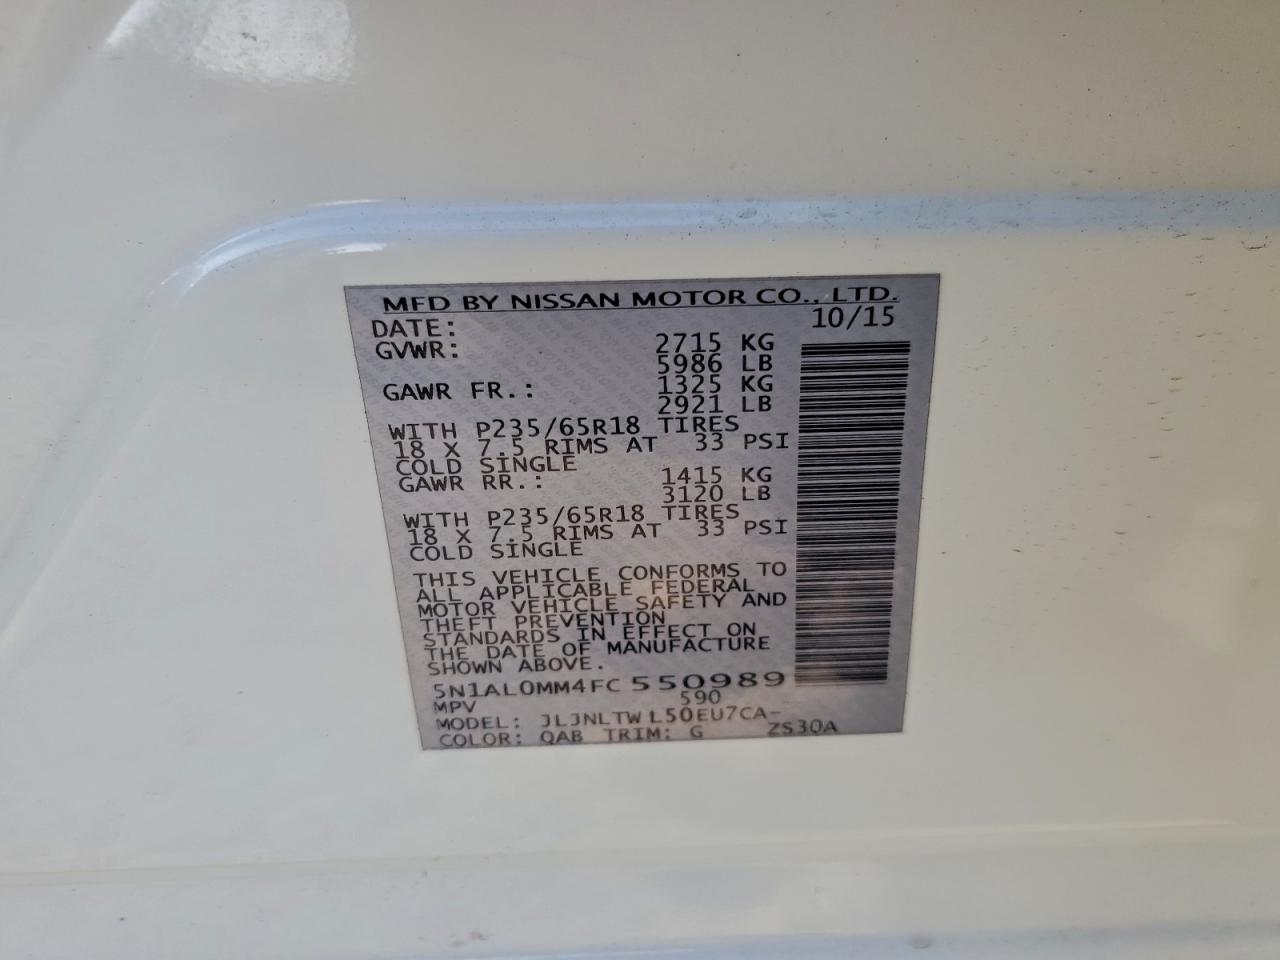 MFD BY NISSAN MOTOR CO., LTD.
DATE: 10/15
GVWR: 2715 KG
5986 LB
GAWR FR.: 1325 KG
2921 LB
WITH P235/65R18 TIRES
18 X 7.5 RIMS AT 33 PSI
COLD SINGLE
GAWR RR.: 1415 KG
3120 LB
WITH P235/65R18 TIRES
18 X 7.5 RIMS AT 33 PSI
COLD SINGLE
THIS VEHICLE CONFORMS TO
ALL APPLICABLE FEDERAL
MOTOR VEHICLE SAFETY AND
THEFT PREVENTION
STANDARDS IN EFFECT ON
THE DATE OF MANUFACTURE
SHOWN ABOVE.
5N1AL0MM4FC550989
MPV 590
MODEL: JLJNLTWL50EU7CA-
COLOR: QAB TRIM: G ZS30A